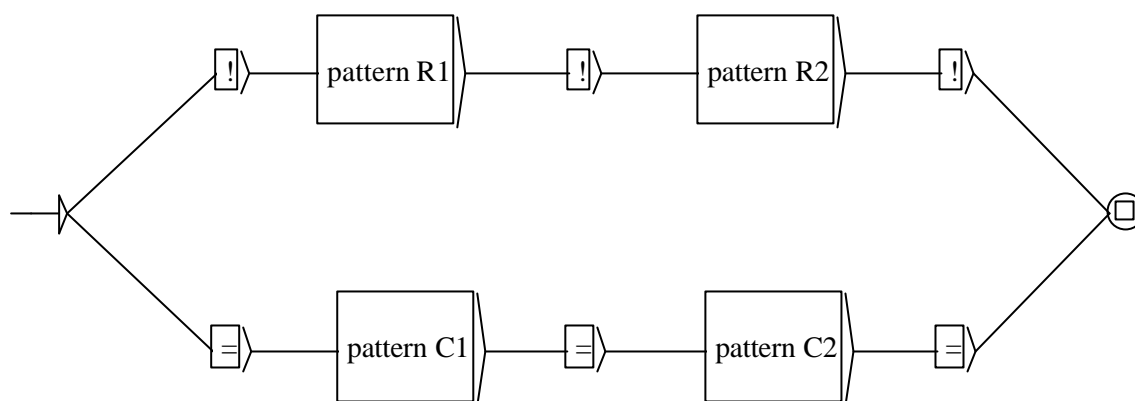 ! pattern R1 ! pattern R2 !
= pattern C1 = pattern C2 =